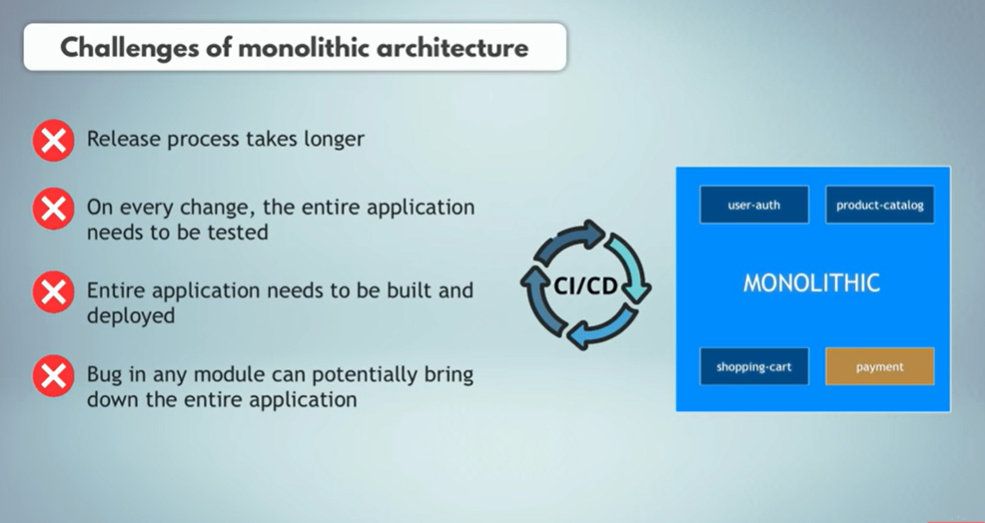 Challenges of monolithic architecture
Release process takes longer
On every change, the entire application
needs to be tested
Entire application needs to be built and
deployed
Bug in any module can potentially bring
down the entire application
CI/CD
user-auth
product-catalog
MONOLITHIC
shopping-cart
payment